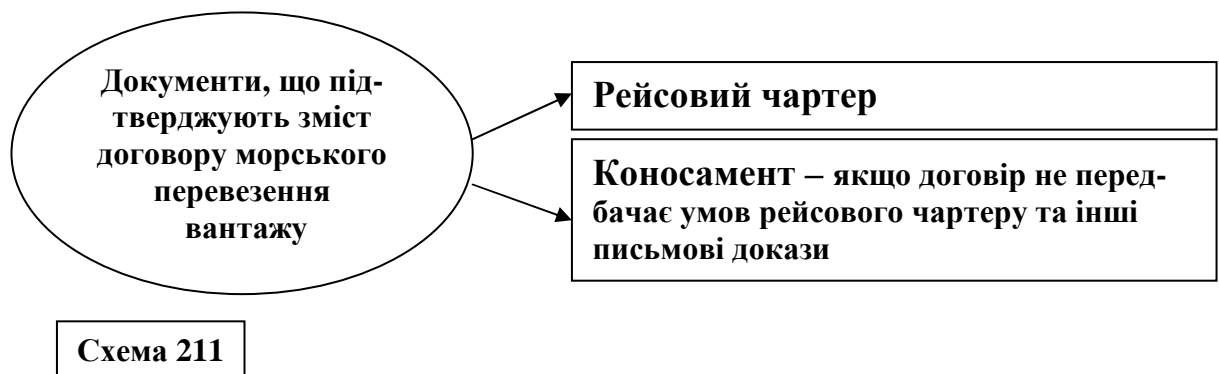 Документи, що під-
тверджують зміст
договору морського
перевезення
вантажу
Рейсовий чартер
Коносамент – якщо договір не перед-
бачає умов рейсового чартеру та інші
письмові докази
Схема 211